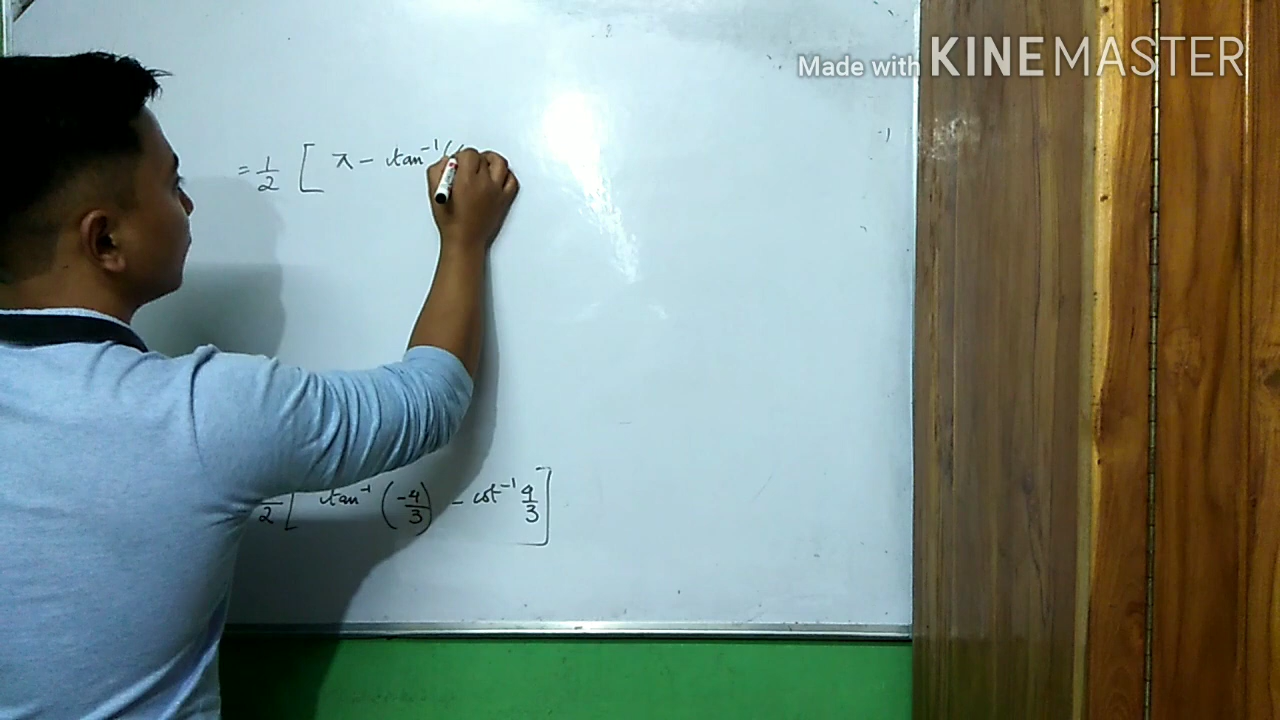 Made with KINEMASTER
= 1/2 [ π - tan⁻¹(
/2 [ tan⁻¹ (-4/3) - cot⁻¹ 4/3 ]